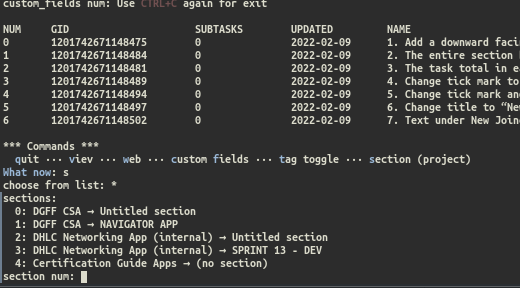 custom_fields num: Use CTRL+C again for exit
NUM GID SUBTASKS UPDATED NAME
0 1201742671148475 0 2022-02-09 1. Add a downward faci
1 1201742671148484 0 2022-02-09 2. The entire section
2 1201742671148481 0 2022-02-09 3. The task total in ea
3 1201742671148489 0 2022-02-09 4. Change tick mark to
4 1201742671148494 0 2022-02-09 5. Change tick mark and
5 1201742671148497 0 2022-02-09 6. Change title to “New
6 1201742671148502 0 2022-02-09 7. Text under New Joine
*** Commands ***
quit ··· viev ··· web ··· custom fields ··· tag toggle ··· section (project)
What now: s
choose from list: *
sections:
0: DGFF CSA → Untitled section
1: DGFF CSA → NAVIGATOR APP
2: DHLC Networking App (internal) → Untitled section
3: DHLC Networking App (internal) → SPRINT 13 - DEV
4: Certification Guide Apps → (no section)
section num: